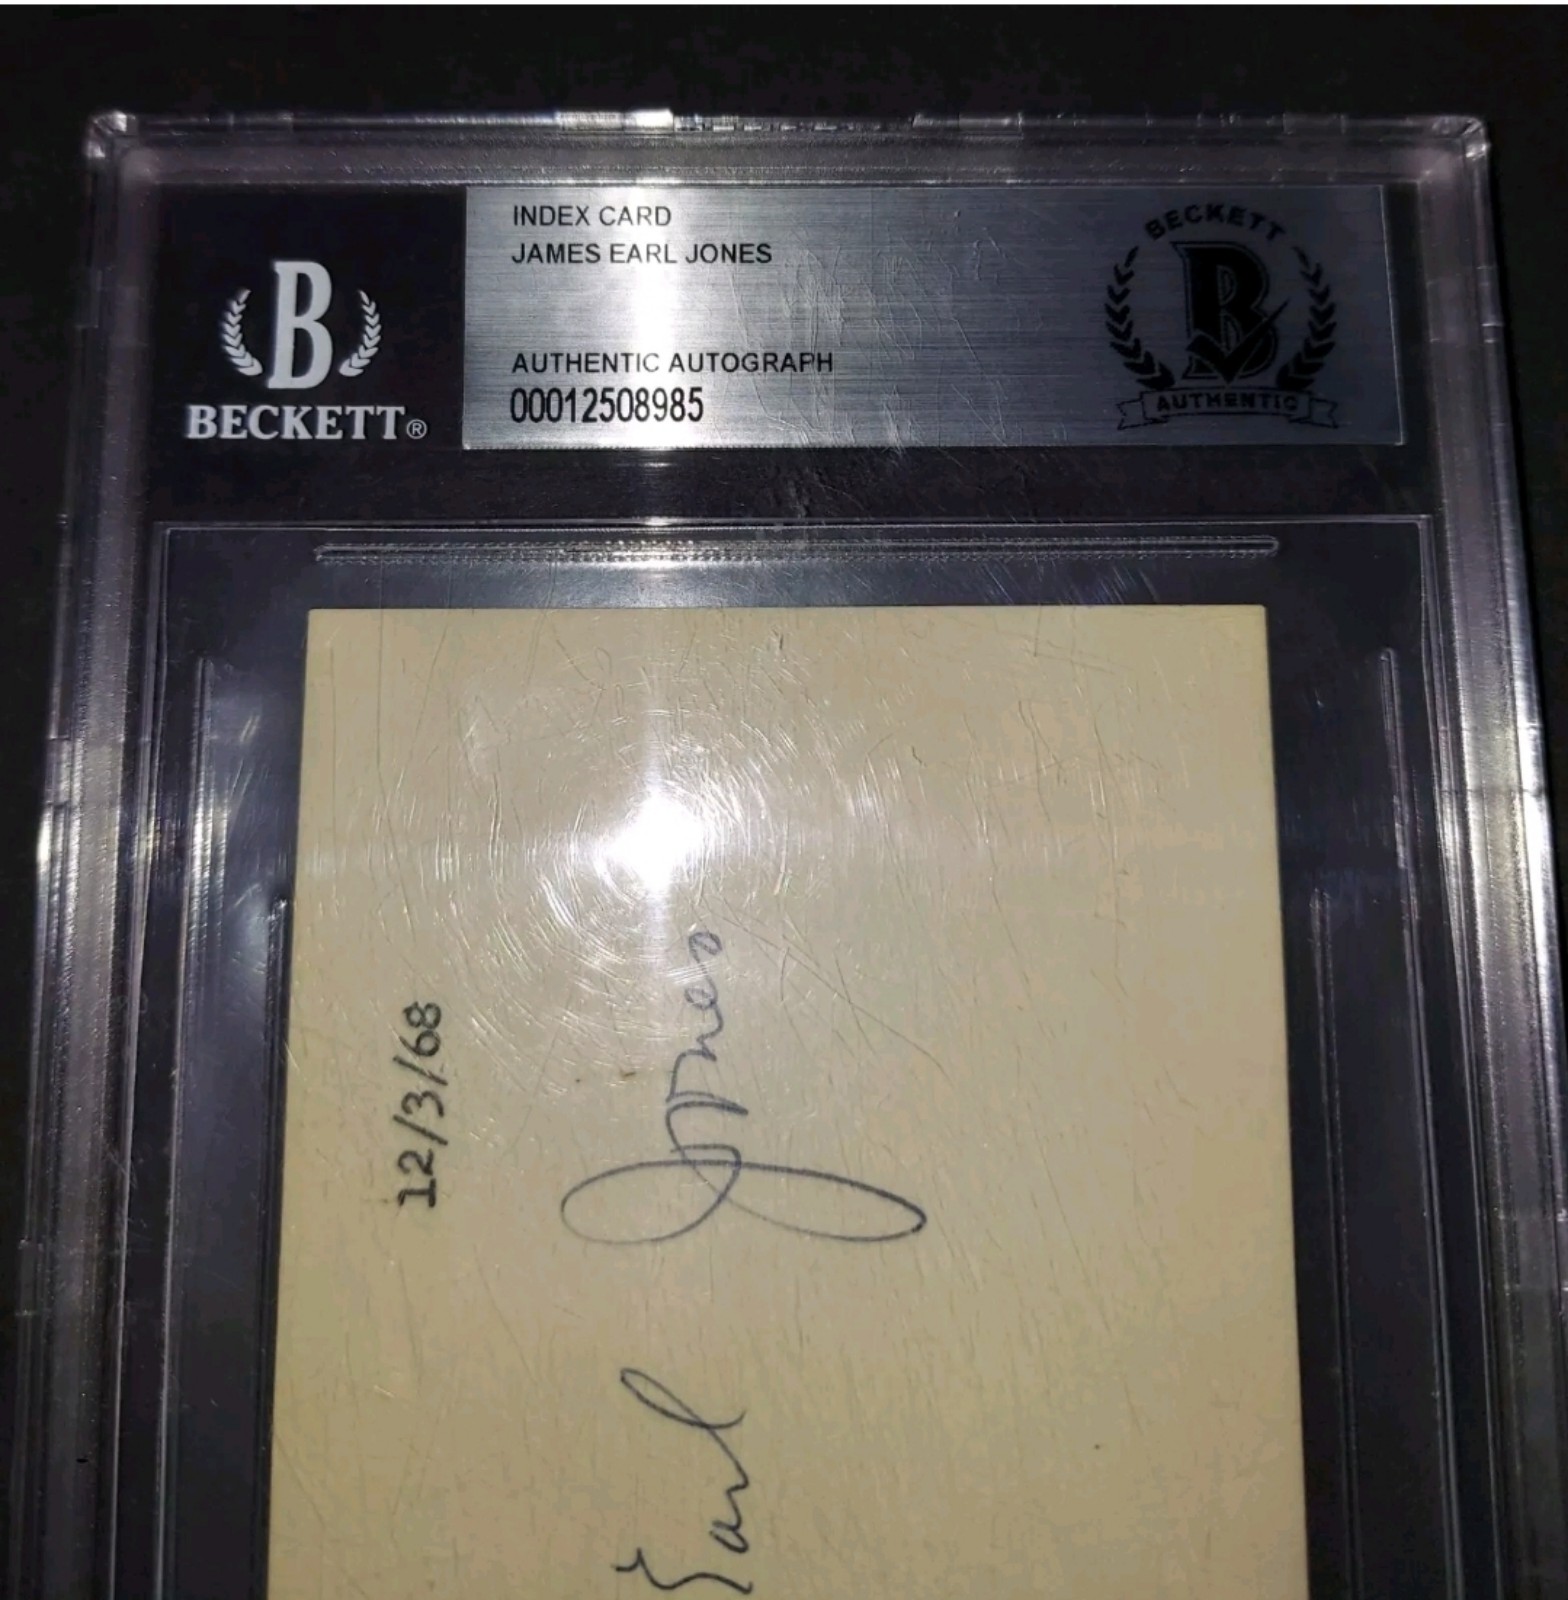 INDEX CARD
JAMES EARL JONES
AUTHENTIC AUTOGRAPH
00012508985
B
BECKETT®
BECKETT
B
AUTHENTIC
12/3/68
Earl Jones